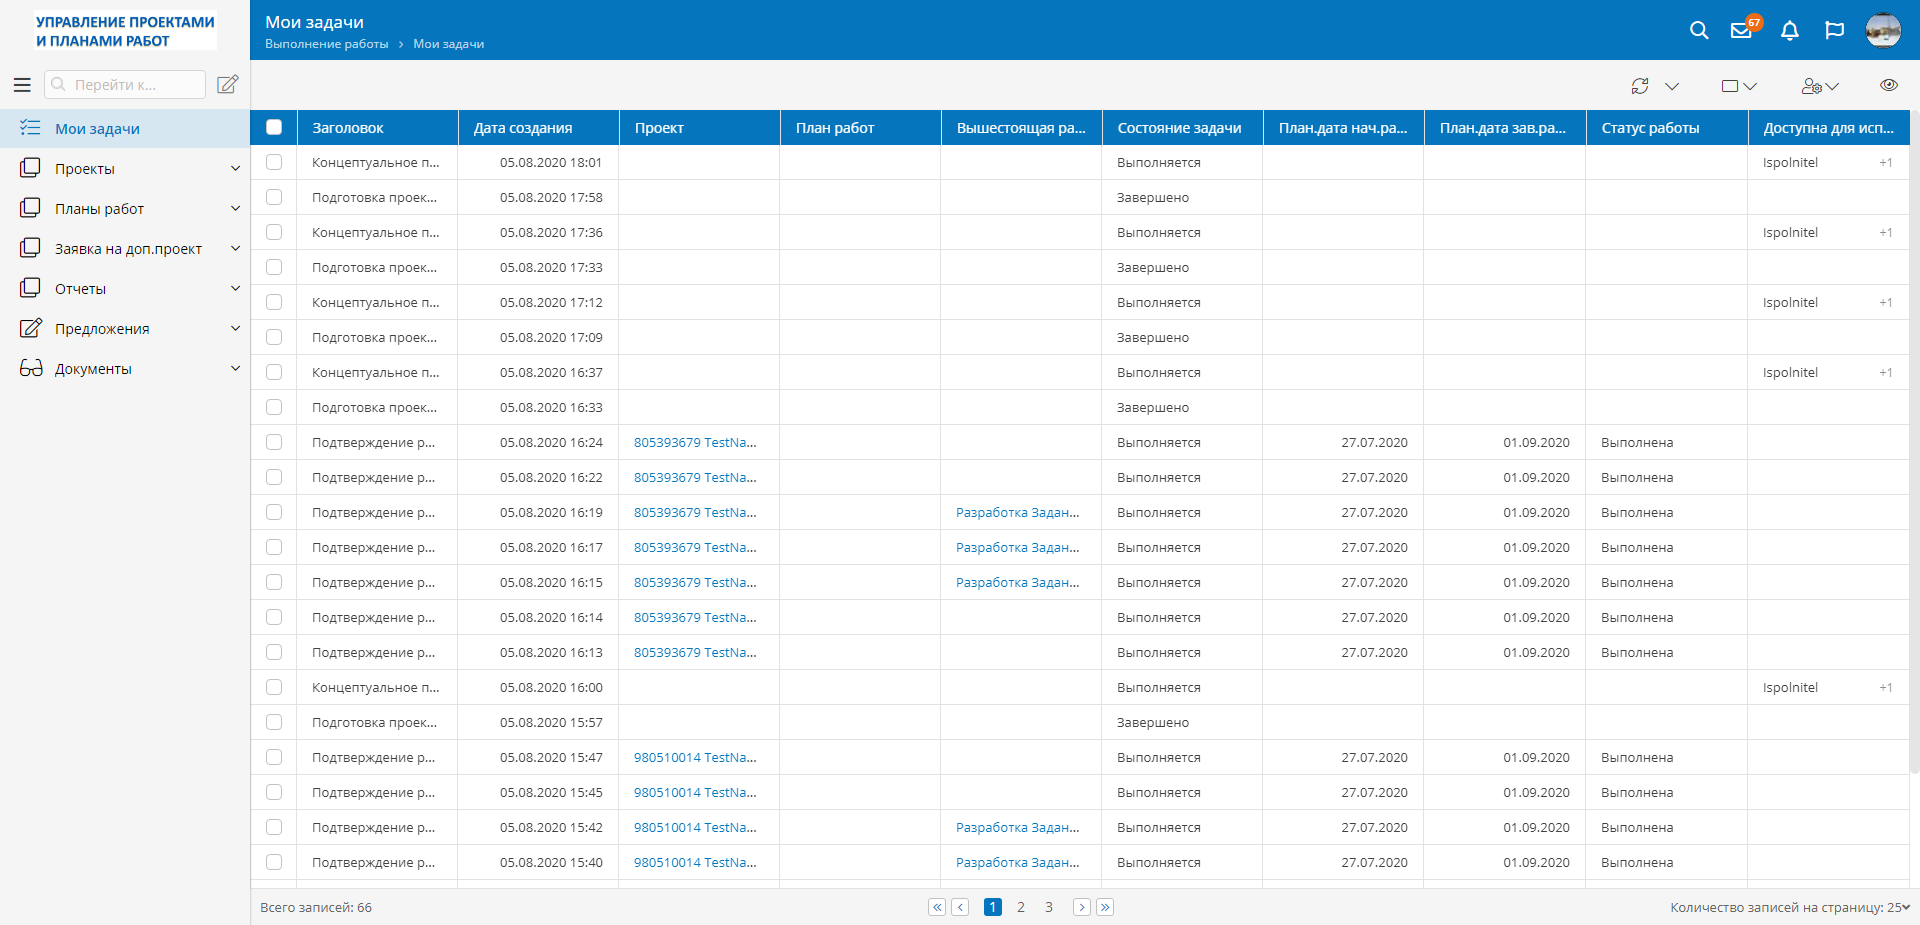 УПРАВЛЕНИЕ ПРОЕКТАМИ
И ПЛАНАМИ РАБОТ
Мои задачи
Выполнение работы › Мои задачи
67
Перейти к...
Мои задачи
Проекты
Планы работ
Заявка на доп.проект
Отчеты
Предложения
Документы
Заголовок Дата создания Проект План работ Вышестоящая ра... Состояние задачи План.дата нач.ра... План.дата зав.ра... Статус работы Доступна для исп...
Концептуальное п... 05.08.2020 18:01 Выполняется Ispolnitel +1
Подготовка проек... 05.08.2020 17:58 Завершено
Концептуальное п... 05.08.2020 17:36 Выполняется Ispolnitel +1
Подготовка проек... 05.08.2020 17:33 Завершено
Концептуальное п... 05.08.2020 17:12 Выполняется Ispolnitel +1
Подготовка проек... 05.08.2020 17:09 Завершено
Концептуальное п... 05.08.2020 16:37 Выполняется Ispolnitel +1
Подготовка проек... 05.08.2020 16:33 Завершено
Подтверждение р... 05.08.2020 16:24 805393679 TestNa... Выполняется 27.07.2020 01.09.2020 Выполнена
Подтверждение р... 05.08.2020 16:22 805393679 TestNa... Выполняется 27.07.2020 01.09.2020 Выполнена
Подтверждение р... 05.08.2020 16:19 805393679 TestNa... Разработка Задан... Выполняется 27.07.2020 01.09.2020 Выполнена
Подтверждение р... 05.08.2020 16:17 805393679 TestNa... Разработка Задан... Выполняется 27.07.2020 01.09.2020 Выполнена
Подтверждение р... 05.08.2020 16:15 805393679 TestNa... Разработка Задан... Выполняется 27.07.2020 01.09.2020 Выполнена
Подтверждение р... 05.08.2020 16:14 805393679 TestNa... Выполняется 27.07.2020 01.09.2020 Выполнена
Подтверждение р... 05.08.2020 16:13 805393679 TestNa... Выполняется 27.07.2020 01.09.2020 Выполнена
Концептуальное п... 05.08.2020 16:00 Выполняется Ispolnitel +1
Подготовка проек... 05.08.2020 15:57 Завершено
Подтверждение р... 05.08.2020 15:47 980510014 TestNa... Выполняется 27.07.2020 01.09.2020 Выполнена
Подтверждение р... 05.08.2020 15:45 980510014 TestNa... Выполняется 27.07.2020 01.09.2020 Выполнена
Подтверждение р... 05.08.2020 15:42 980510014 TestNa... Разработка Задан... Выполняется 27.07.2020 01.09.2020 Выполнена
Подтверждение р... 05.08.2020 15:40 980510014 TestNa... Разработка Задан... Выполняется 27.07.2020 01.09.2020 Выполнена
Всего записей: 66 « ‹ 1 2 3 › » Количество записей на страницу: 25